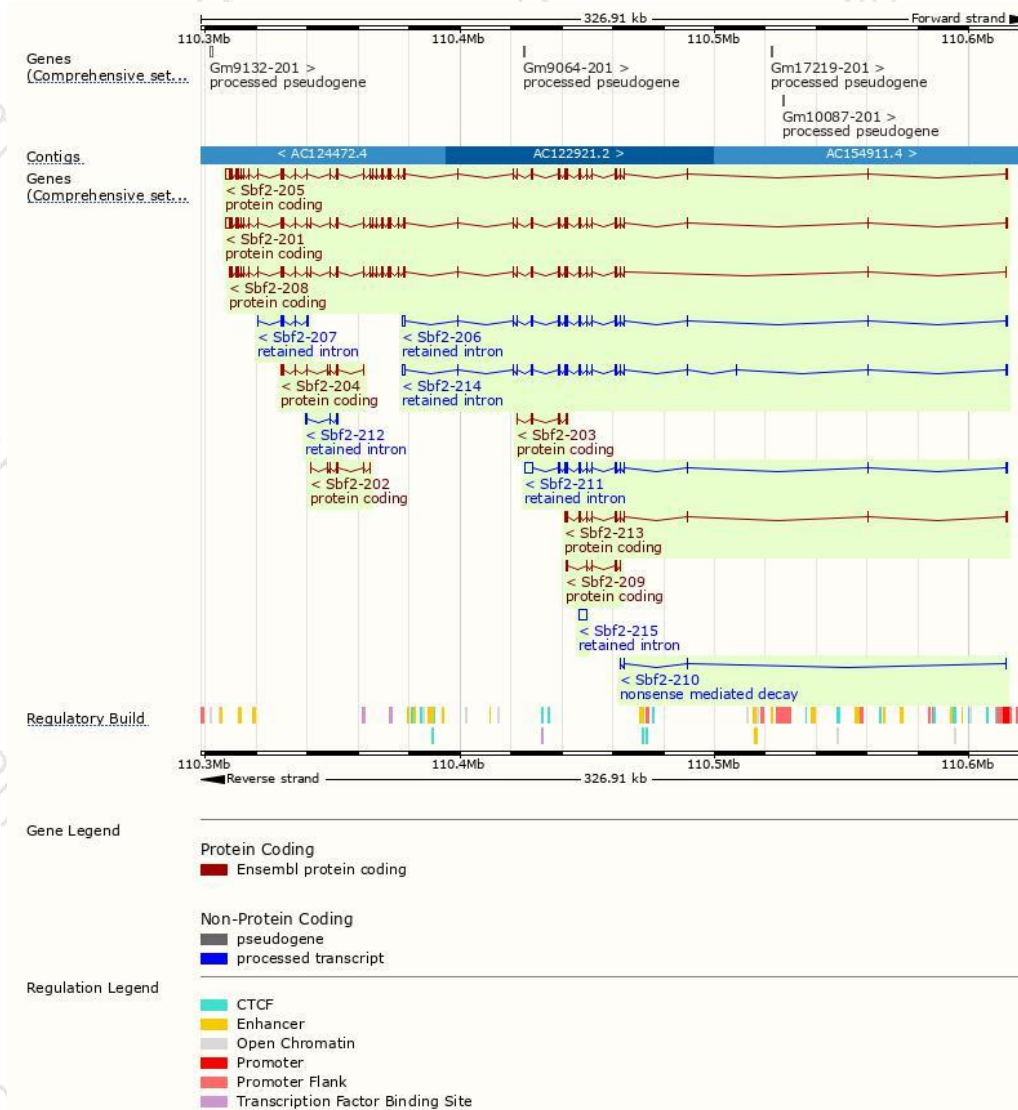 326.91 kb Forward strand
110.3Mb 110.4Mb 110.5Mb 110.6Mb
Genes
(Comprehensive set...
Gm9132-201 >
processed pseudogene
Gm9064-201 >
processed pseudogene
Gm17219-201 >
processed pseudogene
Gm10087-201 >
processed pseudogene
Contigs
< AC124472.4 AC122921.2 > AC154911.4 >
Genes
(Comprehensive set...
< Sbf2-205
protein coding
< Sbf2-201
protein coding
< Sbf2-208
protein coding
< Sbf2-207
retained intron
< Sbf2-206
retained intron
< Sbf2-204
protein coding
< Sbf2-214
retained intron
< Sbf2-212
retained intron
< Sbf2-203
protein coding
< Sbf2-202
protein coding
< Sbf2-211
retained intron
< Sbf2-213
protein coding
< Sbf2-209
protein coding
< Sbf2-215
retained intron
< Sbf2-210
nonsense mediated decay
Regulatory Build
110.3Mb 110.4Mb 110.5Mb 110.6Mb
Reverse strand 326.91 kb
Gene Legend
Protein Coding
Ensembl protein coding
Non-Protein Coding
pseudogene
processed transcript
Regulation Legend
CTCF
Enhancer
Open Chromatin
Promoter
Promoter Flank
Transcription Factor Binding Site